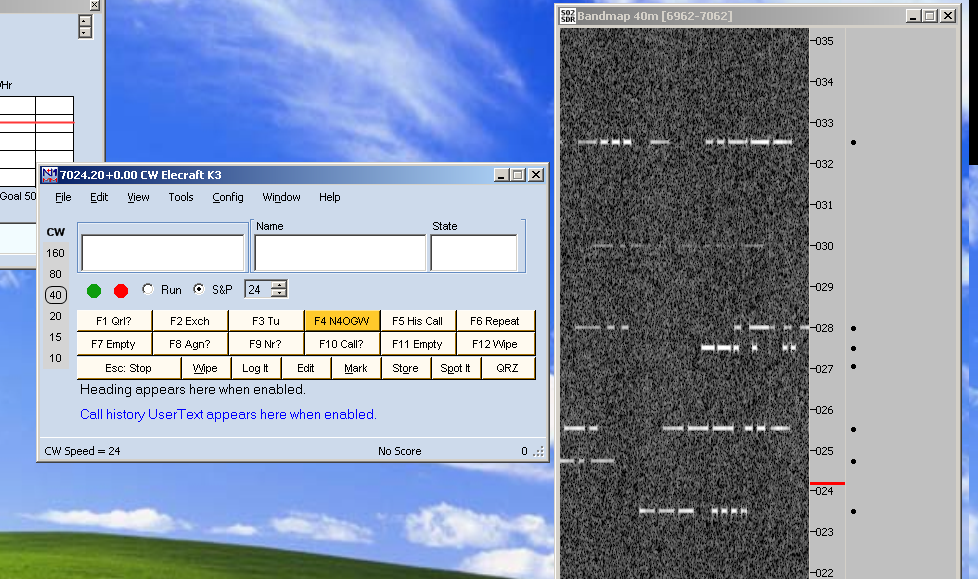 /Hr
Goal 50
7024.20+0.00 CW Elecraft K3
File Edit View Tools Config Window Help
CW
160
80
40
20
15
10
Name
State
Run S&P 24
F1 Qrl? F2 Exch F3 Tu F4 N4OGW F5 His Call F6 Repeat
F7 Empty F8 Agn? F9 Nr? F10 Call? F11 Empty F12 Wipe
Esc: Stop Wipe Log It Edit Mark Store Spot It QRZ
Heading appears here when enabled.
Call history UserText appears here when enabled.
CW Speed = 24 No Score 0
SO2 SDR Bandmap 40m [6962-7062]
035
034
033
032
031
030
029
028
027
026
025
024
023
022